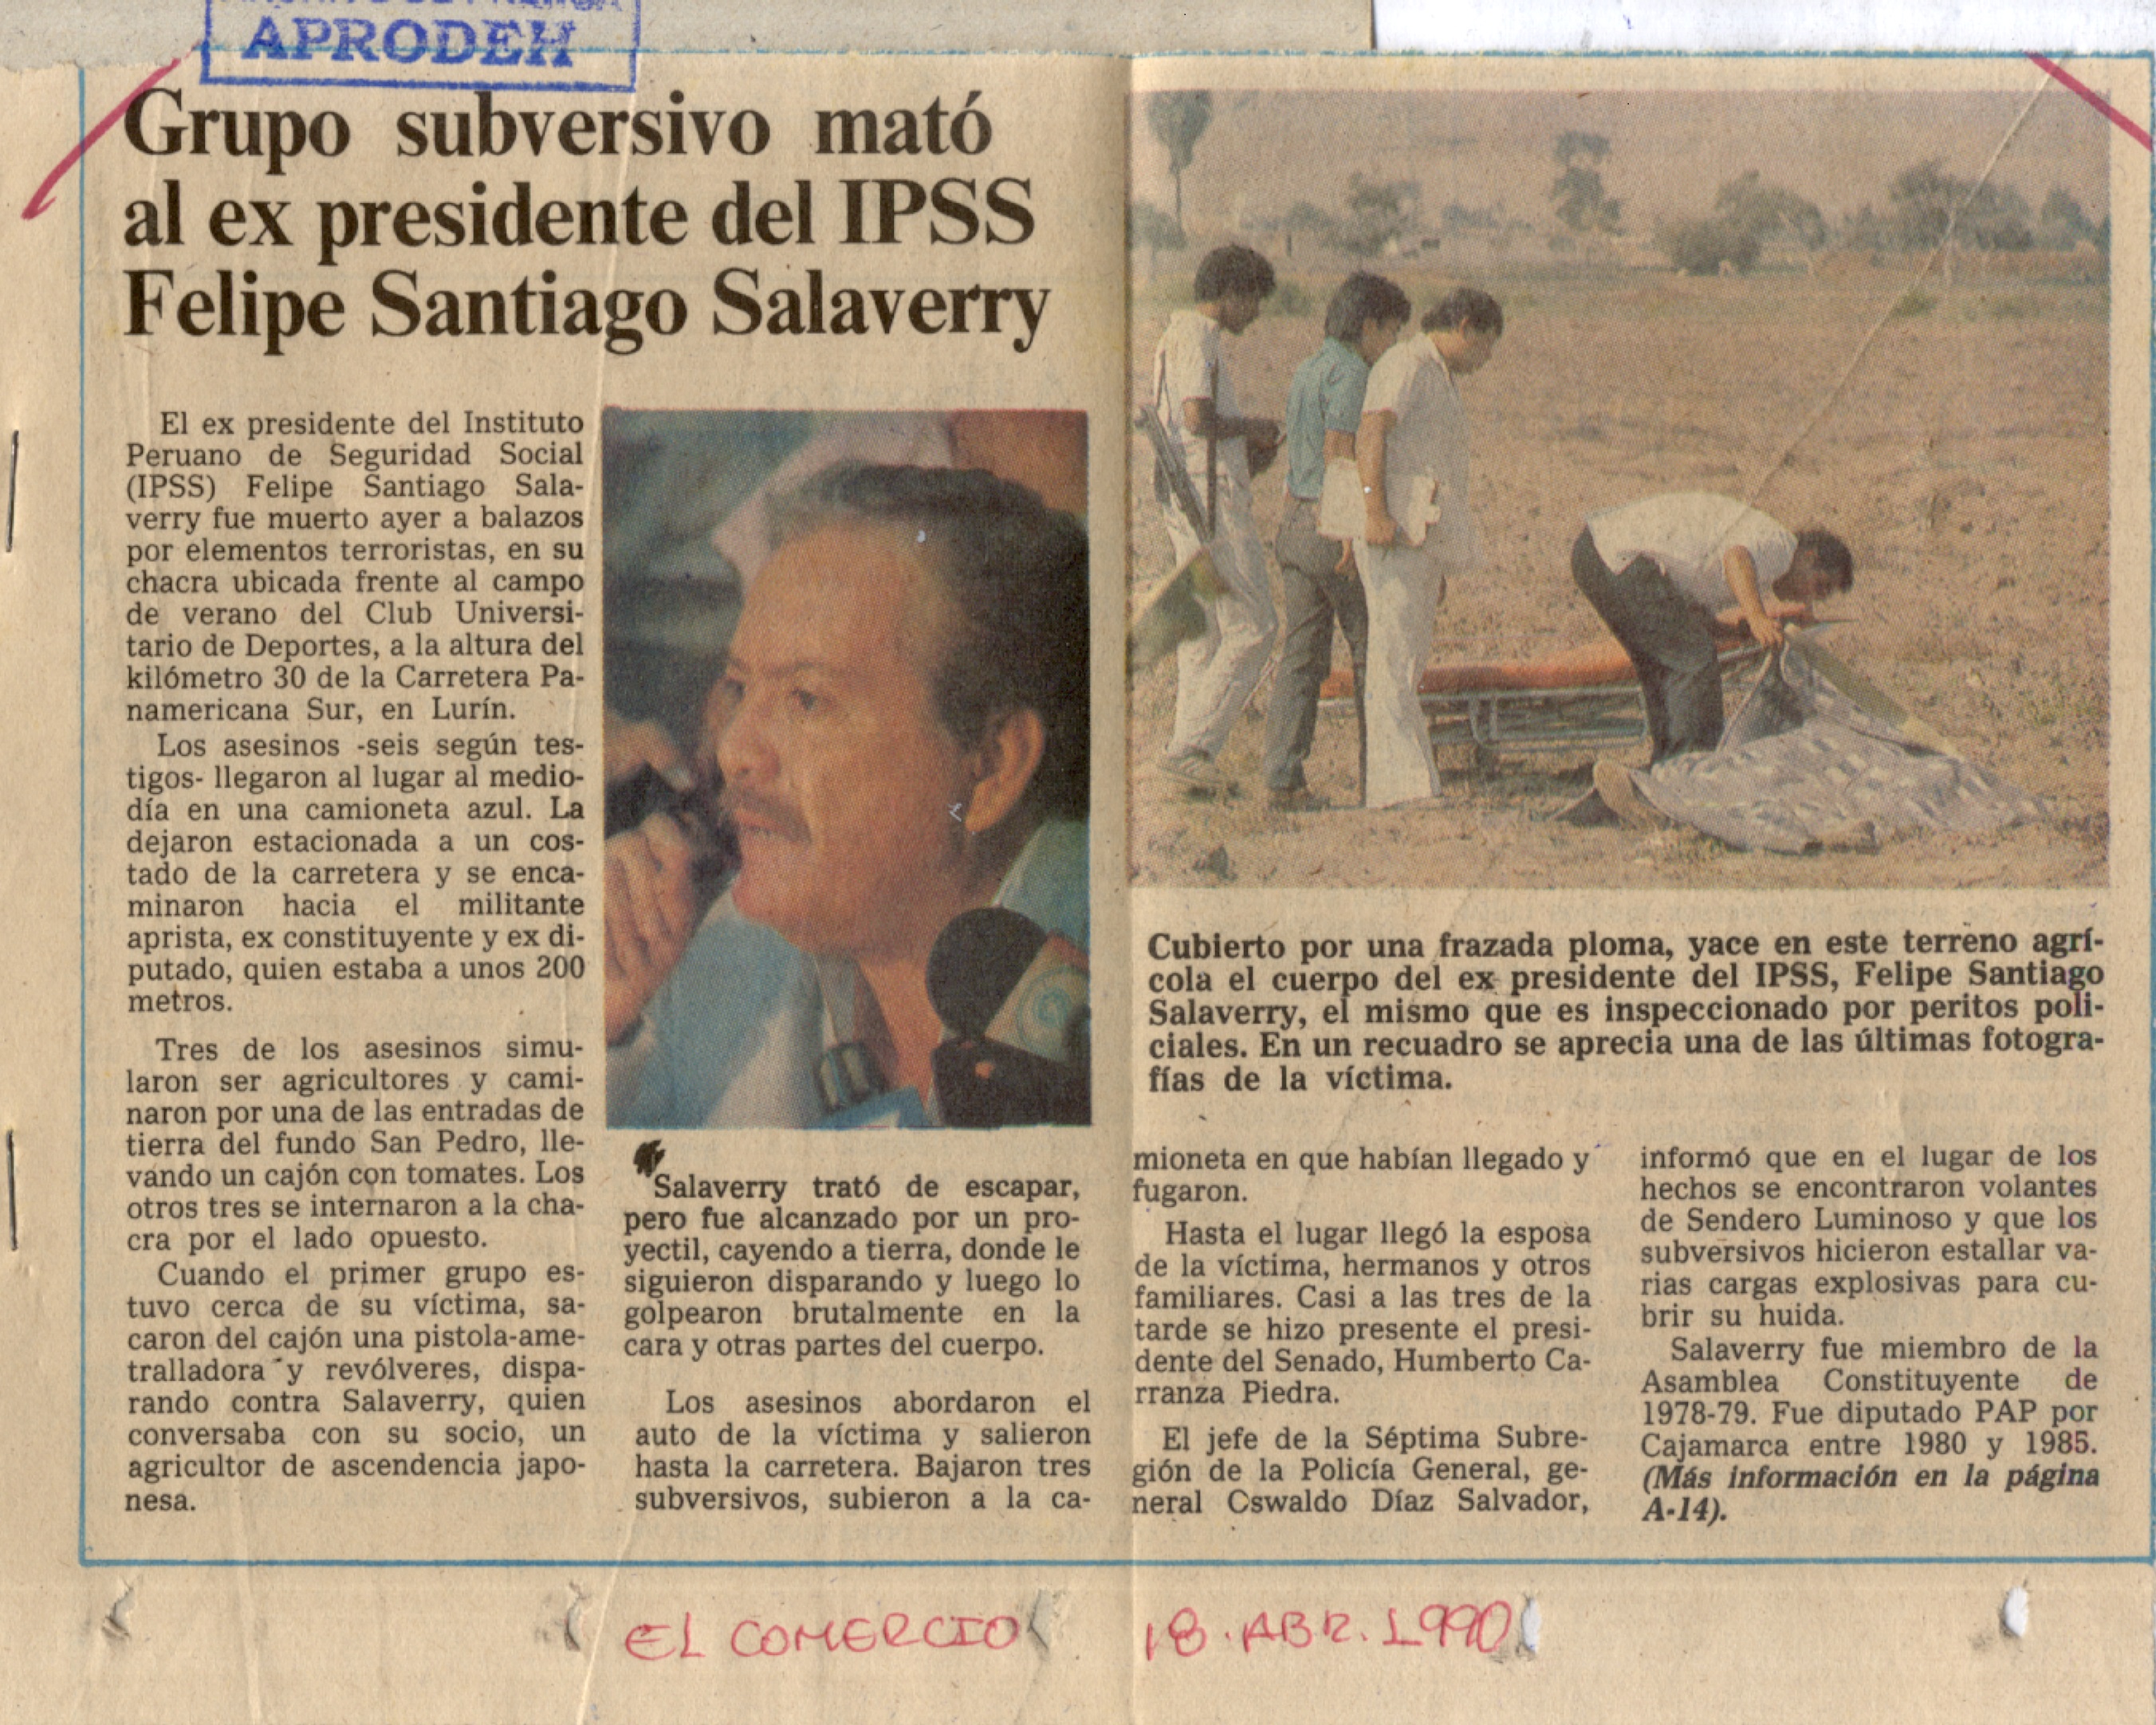 APRODEH
Grupo subversivo mató
al ex presidente del IPSS
Felipe Santiago Salaverry
El ex presidente del Instituto
Peruano de Seguridad Social
(IPSS) Felipe Santiago Sala-
verry fue muerto ayer a balazos
por elementos terroristas, en su
chacra ubicada frente al campo
de verano del Club Universi-
tario de Deportes, a la altura del
kilómetro 30 de la Carretera Pa-
namericana Sur, en Lurín.
Los asesinos -seis según tes-
tigos- llegaron al lugar al medio-
día en una camioneta azul. La
dejaron estacionada a un cos-
tado de la carretera y se enca-
minaron hacia el militante
aprista, ex constituyente y ex di-
putado, quien estaba a unos 200
metros.
Tres de los asesinos simu-
laron ser agricultores y cami-
naron por una de las entradas de
tierra del fundo San Pedro, lle-
vando un cajón con tomates. Los
otros tres se internaron a la cha-
cra por el lado opuesto.
Cuando el primer grupo es-
tuvo cerca de su víctima, sa-
caron del cajón una pistola-ame-
tralladora y revólveres, dispa-
rando contra Salaverry, quien
conversaba con su socio, un
agricultor de ascendencia japo-
nesa.
Salaverry trató de escapar,
pero fue alcanzado por un pro-
yectil, cayendo a tierra, donde le
siguieron disparando y luego lo
golpearon brutalmente en la
cara y otras partes del cuerpo.
Los asesinos abordaron el
auto de la víctima y salieron
hasta la carretera. Bajaron tres
subversivos, subieron a la ca-
Cubierto por una frazada ploma, yace en este terreno agrí-
cola el cuerpo del ex presidente del IPSS, Felipe Santiago
Salaverry, el mismo que es inspeccionado por peritos poli-
ciales. En un recuadro se aprecia una de las últimas fotogra-
fías de la víctima.
mioneta en que habían llegado y
fugaron.
Hasta el lugar llegó la esposa
de la víctima, hermanos y otros
familiares. Casi a las tres de la
tarde se hizo presente el presi-
dente del Senado, Humberto Ca-
rranza Piedra.
El jefe de la Séptima Subre-
gión de la Policía General, ge-
neral Oswaldo Díaz Salvador,
informó que en el lugar de los
hechos se encontraron volantes
de Sendero Luminoso y que los
subversivos hicieron estallar va-
rias cargas explosivas para cu-
brir su huida.
Salaverry fue miembro de la
Asamblea Constituyente de
1978-79. Fue diputado PAP por
Cajamarca entre 1980 y 1985.
(Más información en la página
A-14).
EL COMERCIO 18.ABR.1990